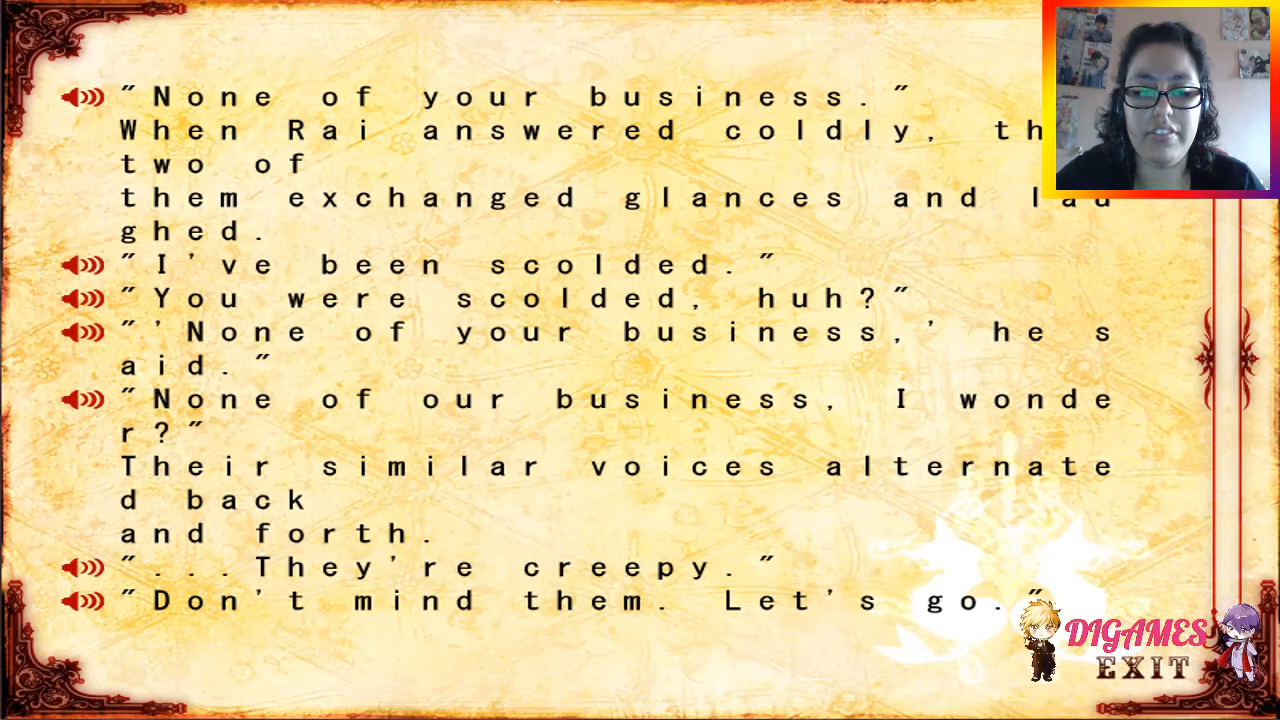 "None of your business."
When Rai answered coldly, th
two of
them exchanged glances and lau
ghed.
"I've been scolded."
"You were scolded, huh?"
"'None of your business,' he s
aid."
"None of our business, I wonde
r?"
Their similar voices alternate
d back
and forth.
"...They're creepy."
"Don't mind them. Let's go."
DIGAMES
EXIT